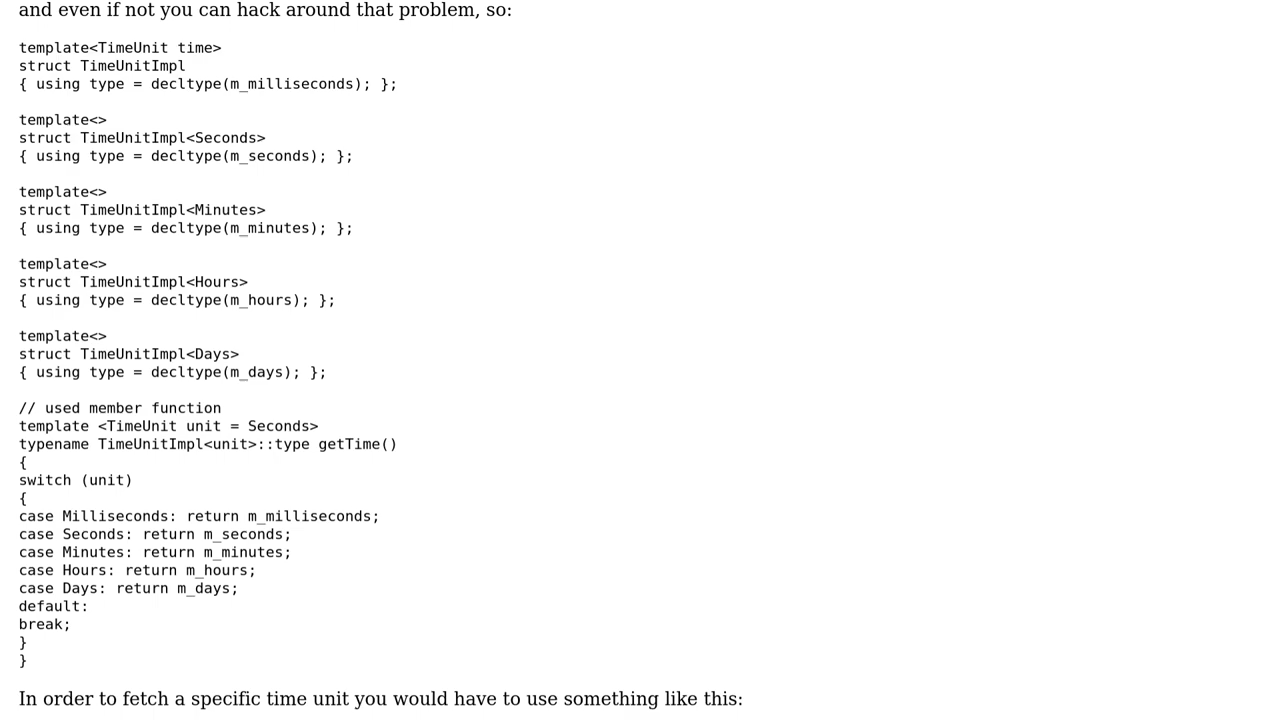 and even if not you can hack around that problem, so:
template<TimeUnit time>
struct TimeUnitImpl
{ using type = decltype(m_milliseconds); };
template<>
struct TimeUnitImpl<Seconds>
{ using type = decltype(m_seconds); };
template<>
struct TimeUnitImpl<Minutes>
{ using type = decltype(m_minutes); };
template<>
struct TimeUnitImpl<Hours>
{ using type = decltype(m_hours); };
template<>
struct TimeUnitImpl<Days>
{ using type = decltype(m_days); };
// used member function
template <TimeUnit unit = Seconds>
typename TimeUnitImpl<unit>::type getTime()
{
switch (unit)
{
case Milliseconds: return m_milliseconds;
case Seconds: return m_seconds;
case Minutes: return m_minutes;
case Hours: return m_hours;
case Days: return m_days;
default:
break;
}
}
In order to fetch a specific time unit you would have to use something like this: